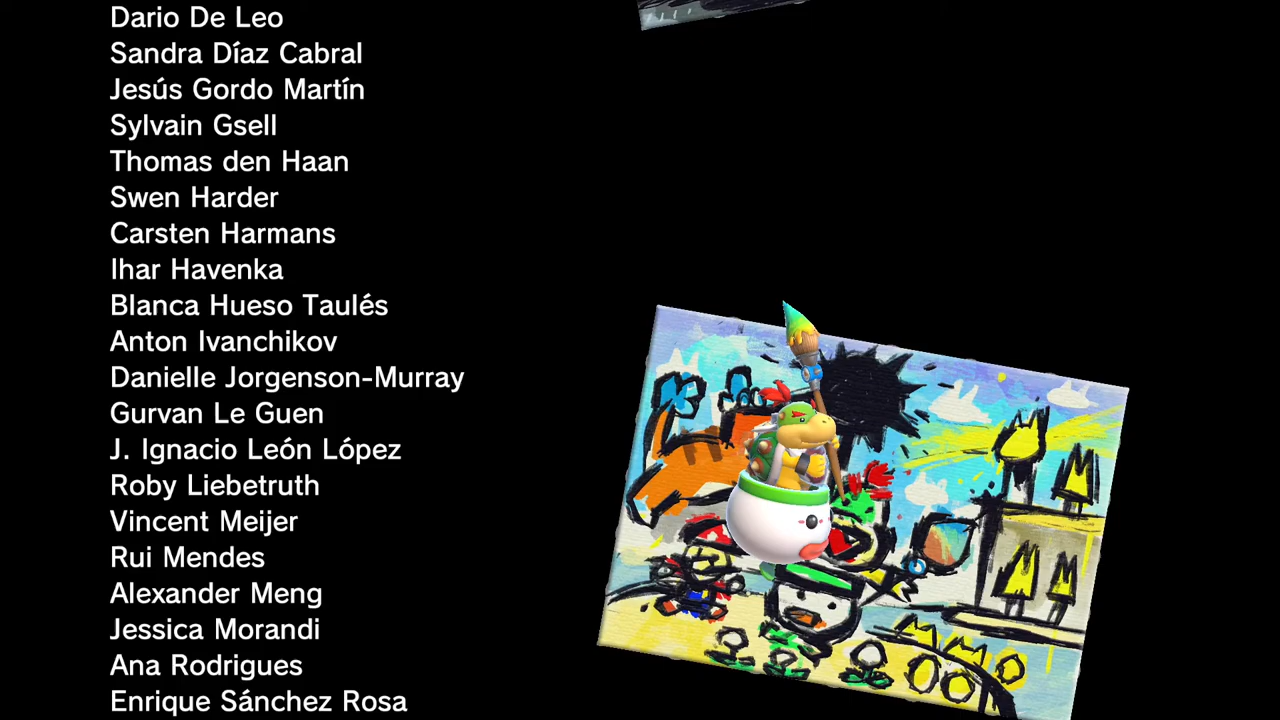 Dario De Leo
Sandra Díaz Cabral
Jesús Gordo Martín
Sylvain Gsell
Thomas den Haan
Swen Harder
Carsten Harmans
Ihar Havenka
Blanca Hueso Taulés
Anton Ivanchikov
Danielle Jorgenson-Murray
Gurvan Le Guen
J. Ignacio León López
Roby Liebetruth
Vincent Meijer
Rui Mendes
Alexander Meng
Jessica Morandi
Ana Rodrigues
Enrique Sánchez Rosa